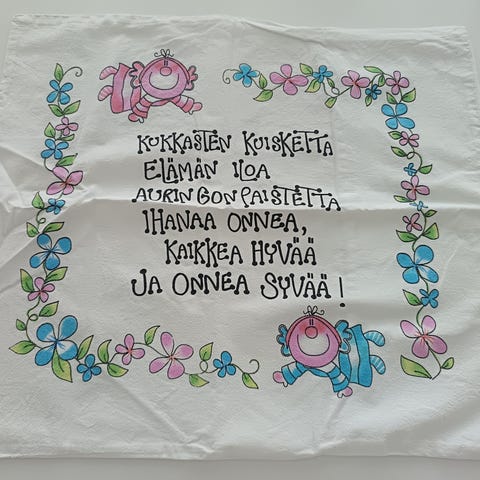 KUKKASTEN KUISKETTA
ELÄMÄN ILOA
AURINGON PAISTETTA
IHANAA ONNEA,
KAIKKEA HYVÄÄ
JA ONNEA SYVÄÄ!